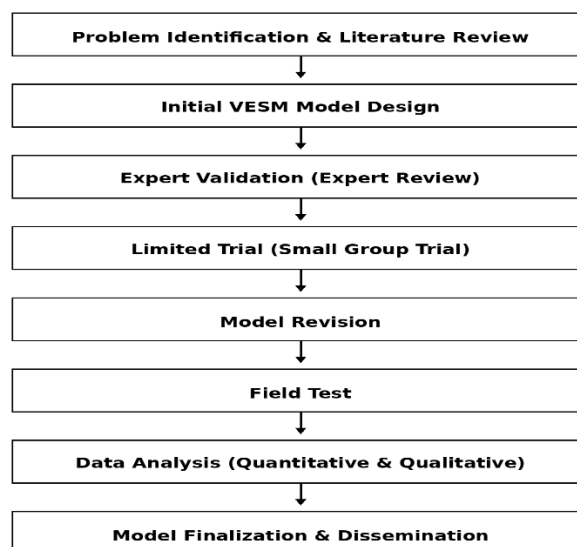 Problem Identification & Literature Review
Initial VESM Model Design
Expert Validation (Expert Review)
Limited Trial (Small Group Trial)
Model Revision
Field Test
Data Analysis (Quantitative & Qualitative)
Model Finalization & Dissemination